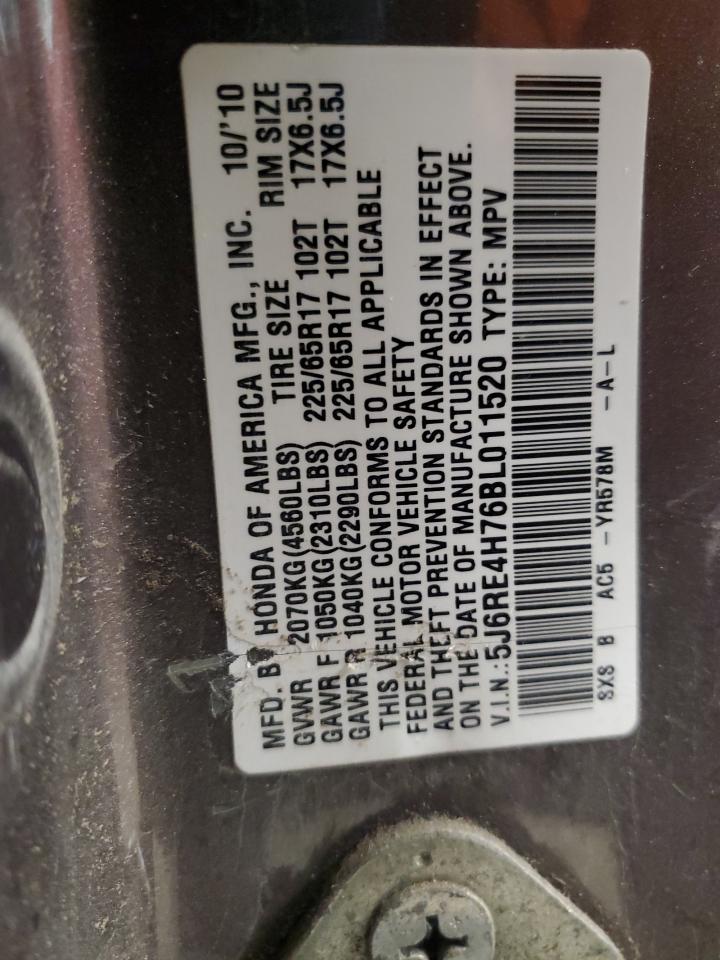 MFD. BY HONDA OF AMERICA MFG., INC. 10/'10
GVWR 2070KG(4560LBS) TIRE SIZE RIM SIZE
GAWR F 1050KG(2310LBS) 225/65R17 102T 17X6.5J
GAWR R 1040KG(2290LBS) 225/65R17 102T 17X6.5J
THIS VEHICLE CONFORMS TO ALL APPLICABLE
FEDERAL MOTOR VEHICLE SAFETY
AND THEFT PREVENTION STANDARDS IN EFFECT
ON THE DATE OF MANUFACTURE SHOWN ABOVE.
V.I.N.:5J6RE4H76BL011520 TYPE: MPV
SXS B AC5 -YR578M -A-L